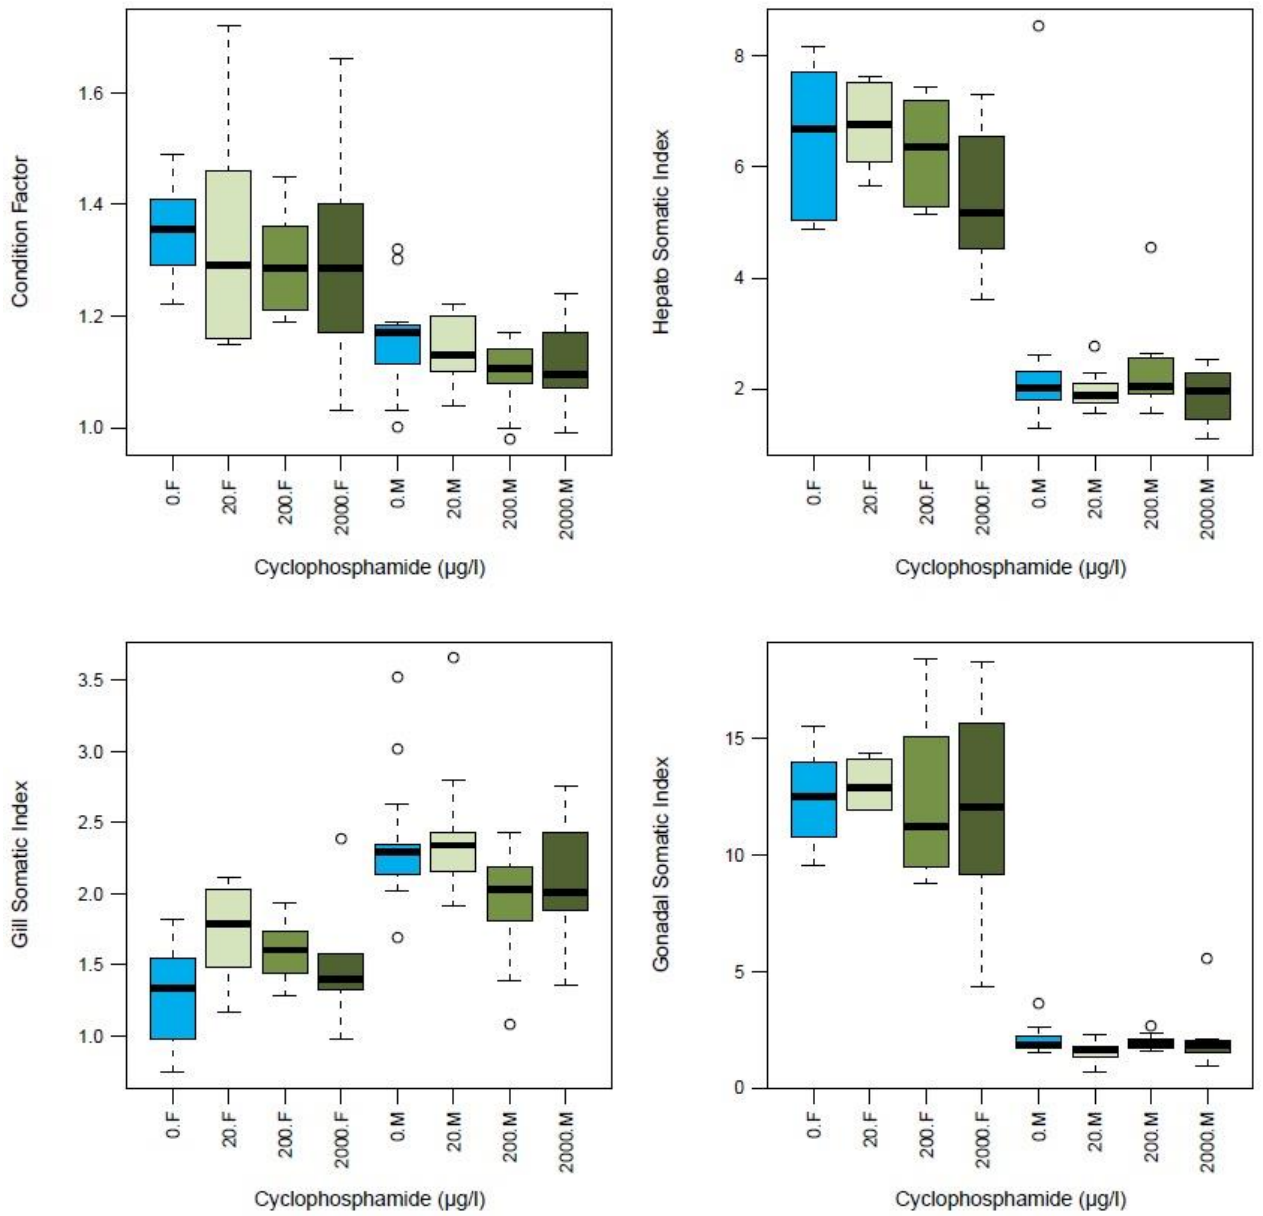 Condition Factor
1.6
1.4
1.2
1.0
0.F
20.F
200.F
2000.F
0.M
20.M
200.M
2000.M
Cyclophosphamide (µg/l)
Hepato Somatic Index
8
6
4
2
0.F
20.F
200.F
2000.F
0.M
20.M
200.M
2000.M
Cyclophosphamide (µg/l)
Gill Somatic Index
3.5
3.0
2.5
2.0
1.5
1.0
0.F
20.F
200.F
2000.F
0.M
20.M
200.M
2000.M
Cyclophosphamide (µg/l)
Gonadal Somatic Index
15
10
5
0
0.F
20.F
200.F
2000.F
0.M
20.M
200.M
2000.M
Cyclophosphamide (µg/l)